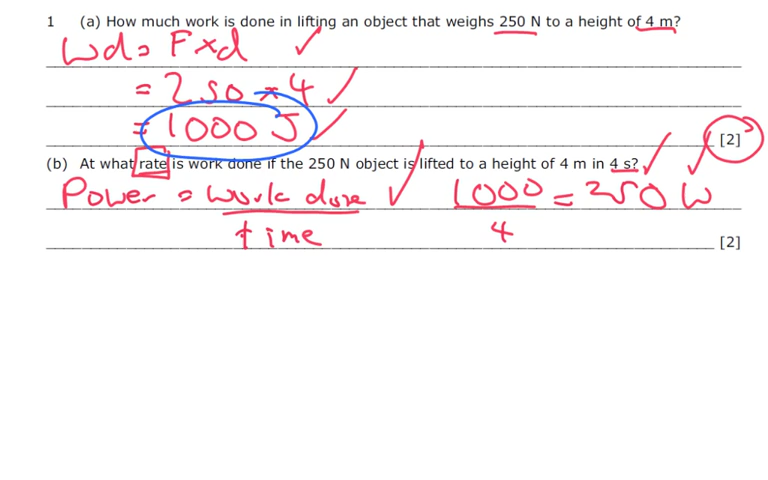 1 (a) How much work is done in lifting an object that weighs 250 N to a height of 4 m?
Wd = F x d
= 250 x 4
= 1000 J
[2]
(b) At what rate is work done if the 250 N object is lifted to a height of 4 m in 4 s?
Power = work done / time 1000 / 4 = 250 W
[2]